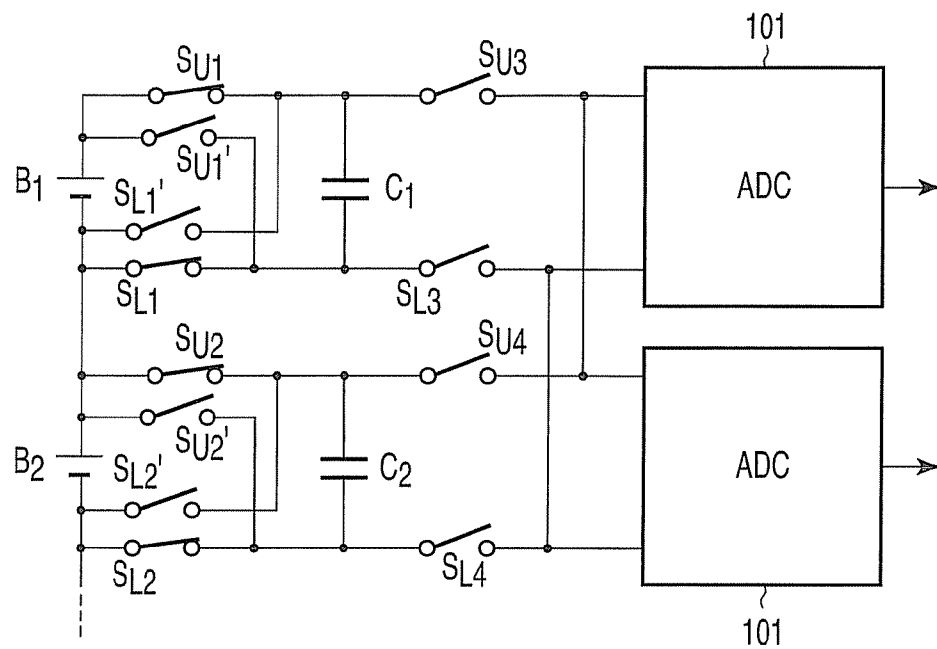 101
SU1
SU3
SU1'
B1
SL1'
C1
ADC
SL1
SL3
SU2
SU4
SU2'
B2
SL2'
C2
ADC
SL2
SL4
101